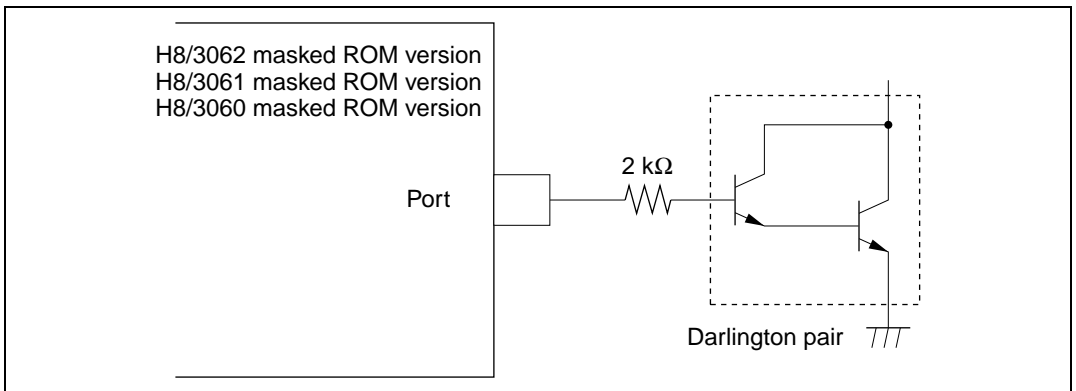 H8/3062 masked ROM version
H8/3061 masked ROM version
H8/3060 masked ROM version
2 kΩ
Port
Darlington pair